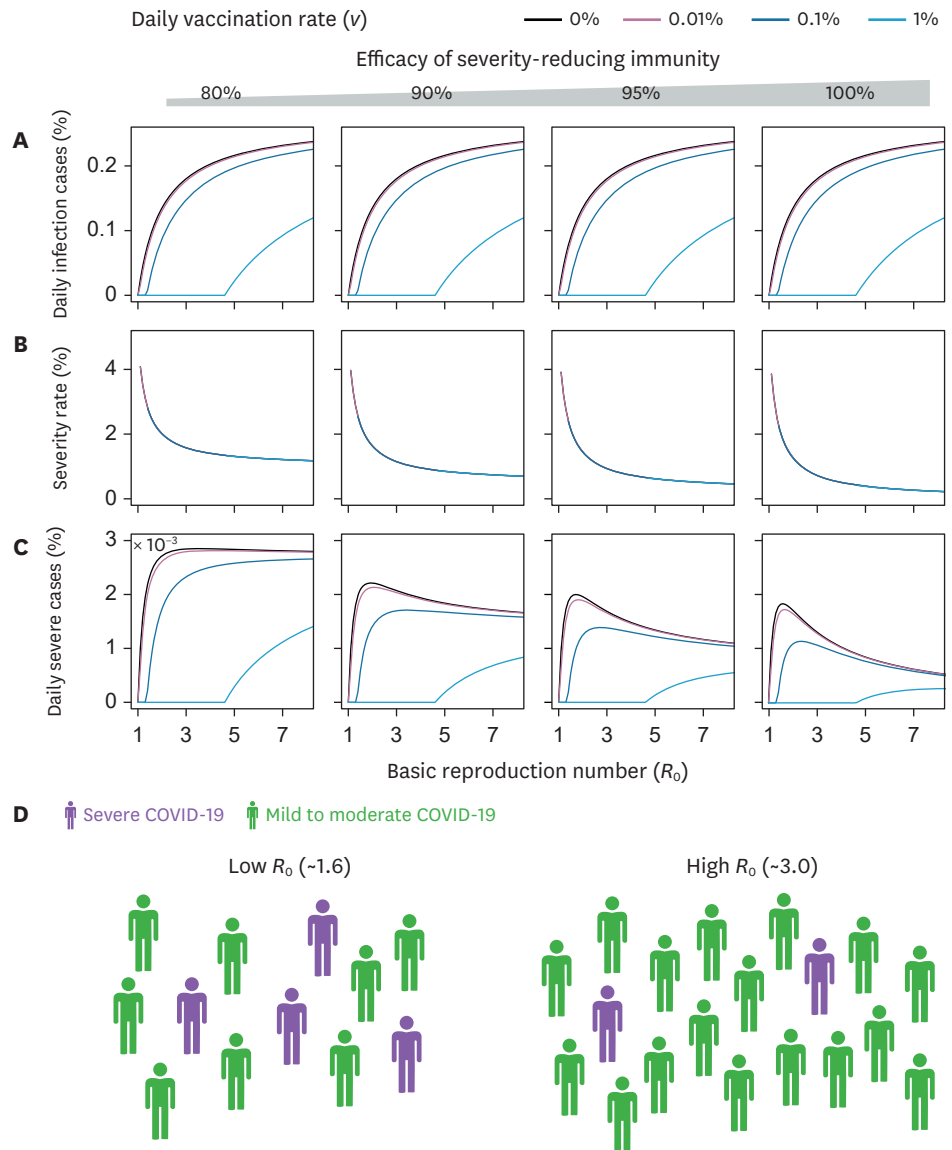 Daily vaccination rate (v) 0% 0.01% 0.1% 1%
Efficacy of severity-reducing immunity
80% 90% 95% 100%
A
Daily infection cases (%)
0.2
0.1
0
B
Severity rate (%)
4
2
0
C
Daily severe cases (%)
× 10⁻³
3
2
1
0
1 3 5 7 1 3 5 7 1 3 5 7 1 3 5 7
Basic reproduction number (R₀)
D Severe COVID-19 Mild to moderate COVID-19
Low R₀ (~1.6) High R₀ (~3.0)